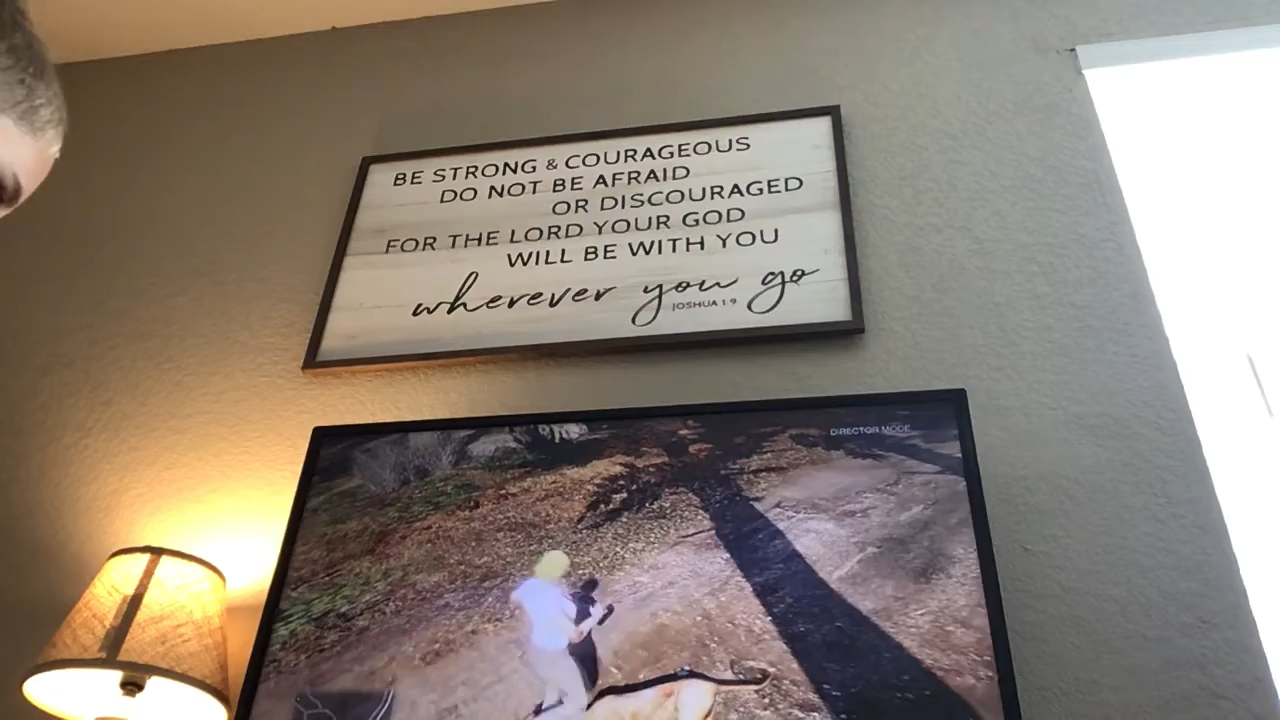 BE STRONG & COURAGEOUS
DO NOT BE AFRAID
OR DISCOURAGED
FOR THE LORD YOUR GOD
WILL BE WITH YOU
wherever you go
JOSHUA 1:9
DIRECTOR MODE